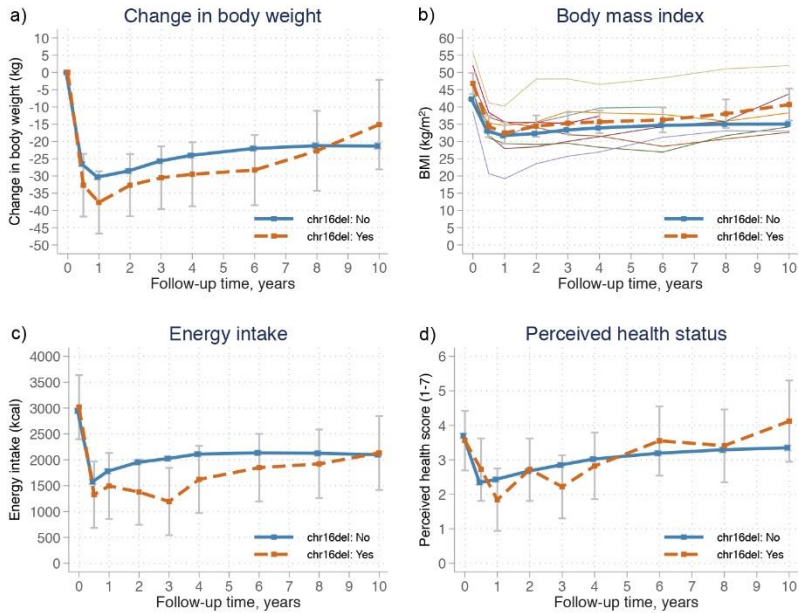 a) Change in body weight
Change in body weight (kg)
10
5
0
-5
-10
-15
-20
-25
-30
-35
-40
-45
-50
0 1 2 3 4 5 6 7 8 9 10
Follow-up time, years
chr16del: No
chr16del: Yes
b) Body mass index
BMI (kg/m²)
60
55
50
45
40
35
30
25
20
15
10
5
0
0 1 2 3 4 5 6 7 8 9 10
Follow-up time, years
chr16del: No
chr16del: Yes
c) Energy intake
Energy intake (kcal)
4000
3500
3000
2500
2000
1500
1000
500
0
0 1 2 3 4 5 6 7 8 9 10
Follow-up time, years
chr16del: No
chr16del: Yes
d) Perceived health status
Perceived health score (1-7)
6
5
4
3
2
1
0
0 1 2 3 4 5 6 7 8 9 10
Follow-up time, years
chr16del: No
chr16del: Yes